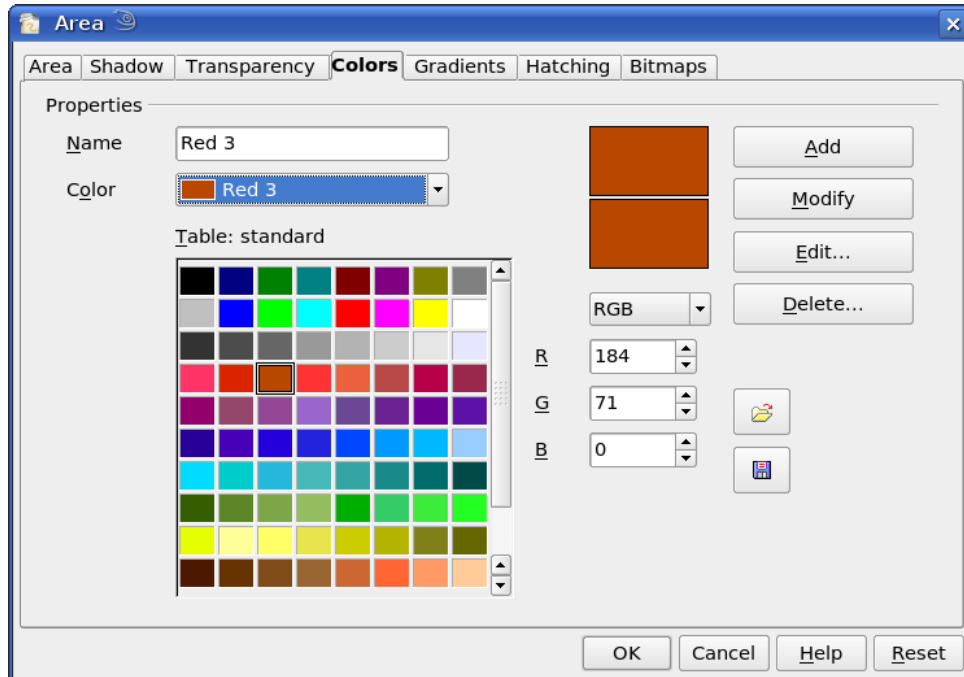 Area
Area Shadow Transparency Colors Gradients Hatching Bitmaps
Properties
Name Red 3 Add
Color Red 3 Modify
Table: standard Edit...
RGB Delete...
R 184
G 71
B 0
OK Cancel Help Reset